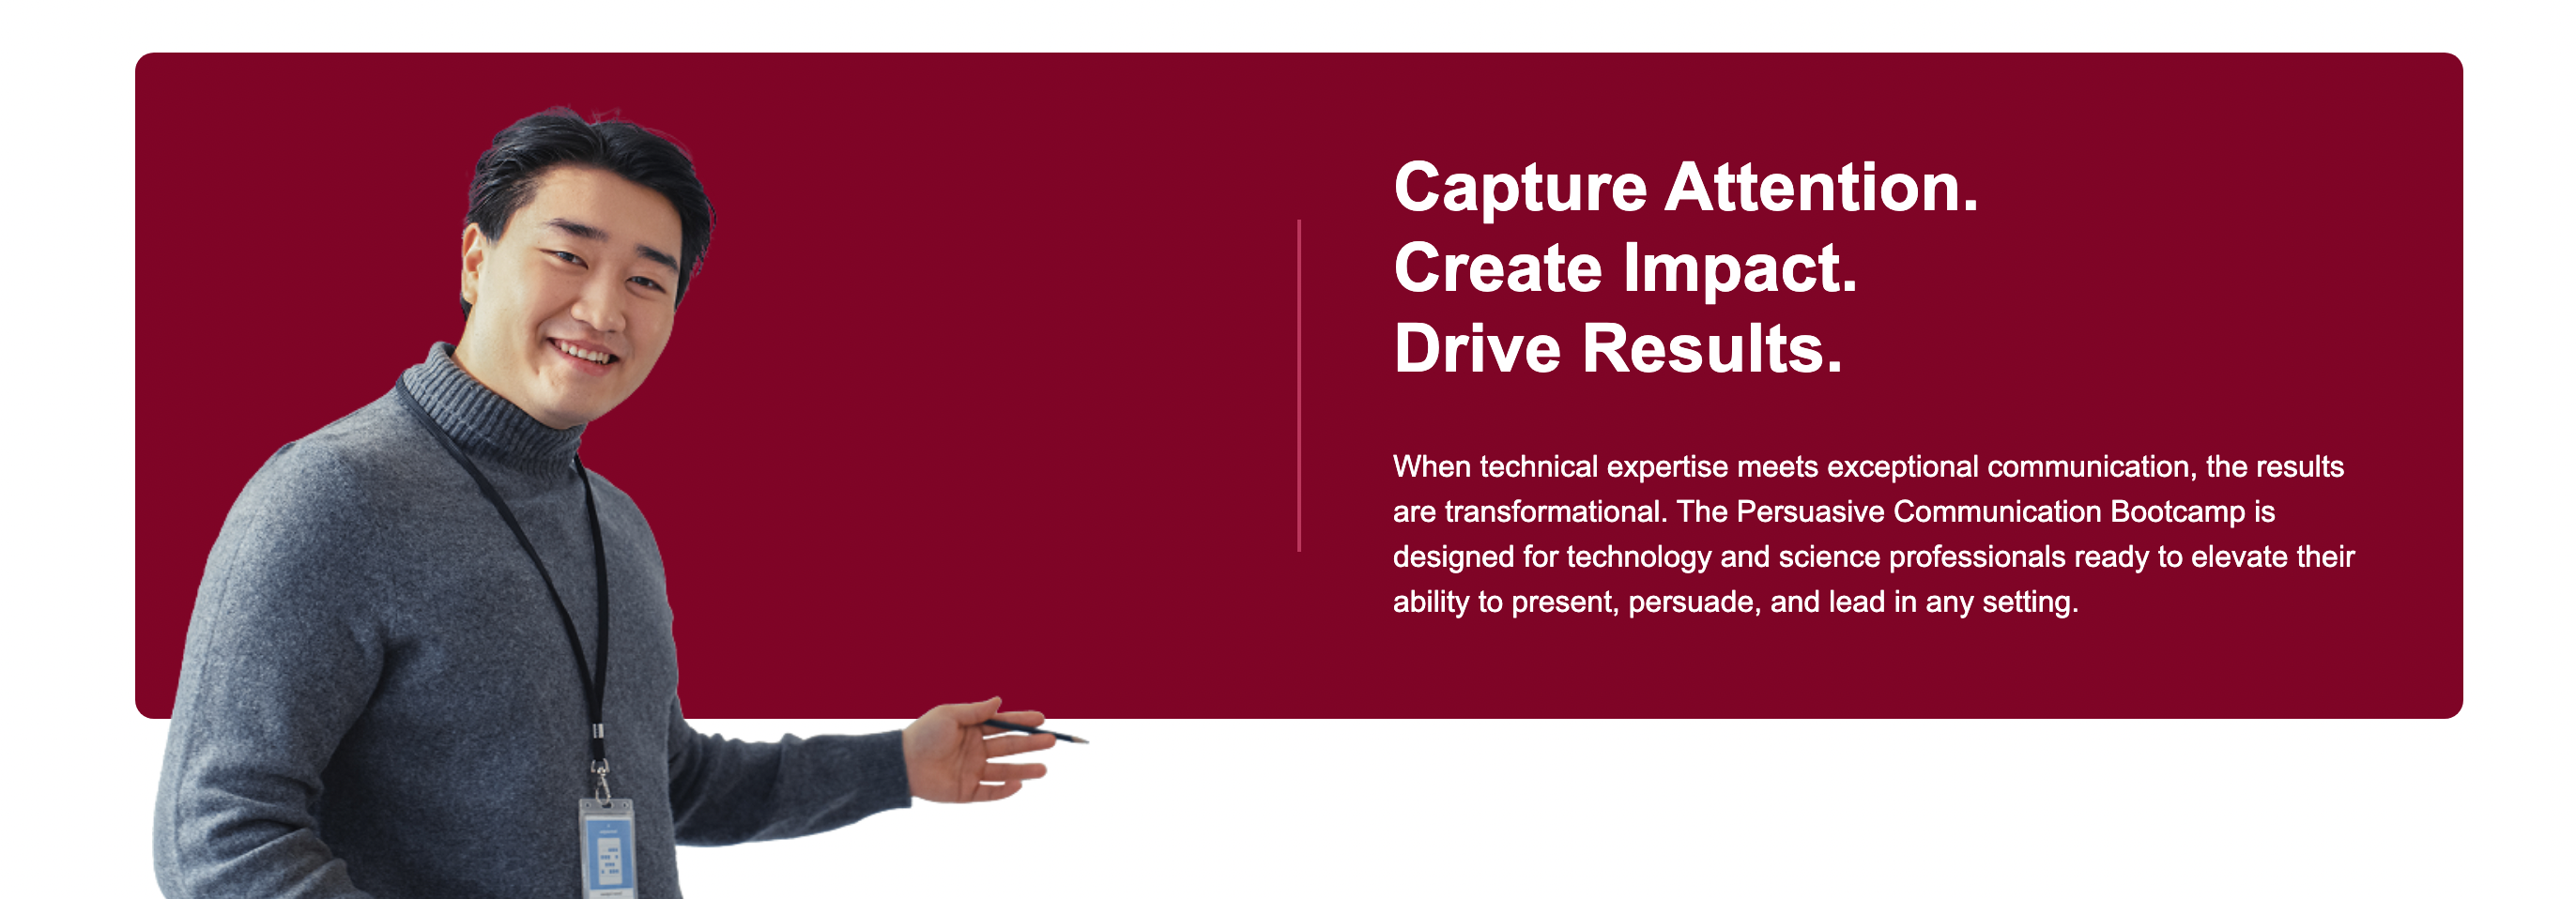 Capture Attention.
Create Impact.
Drive Results.
When technical expertise meets exceptional communication, the results
are transformational. The Persuasive Communication Bootcamp is
designed for technology and science professionals ready to elevate their
ability to present, persuade, and lead in any setting.